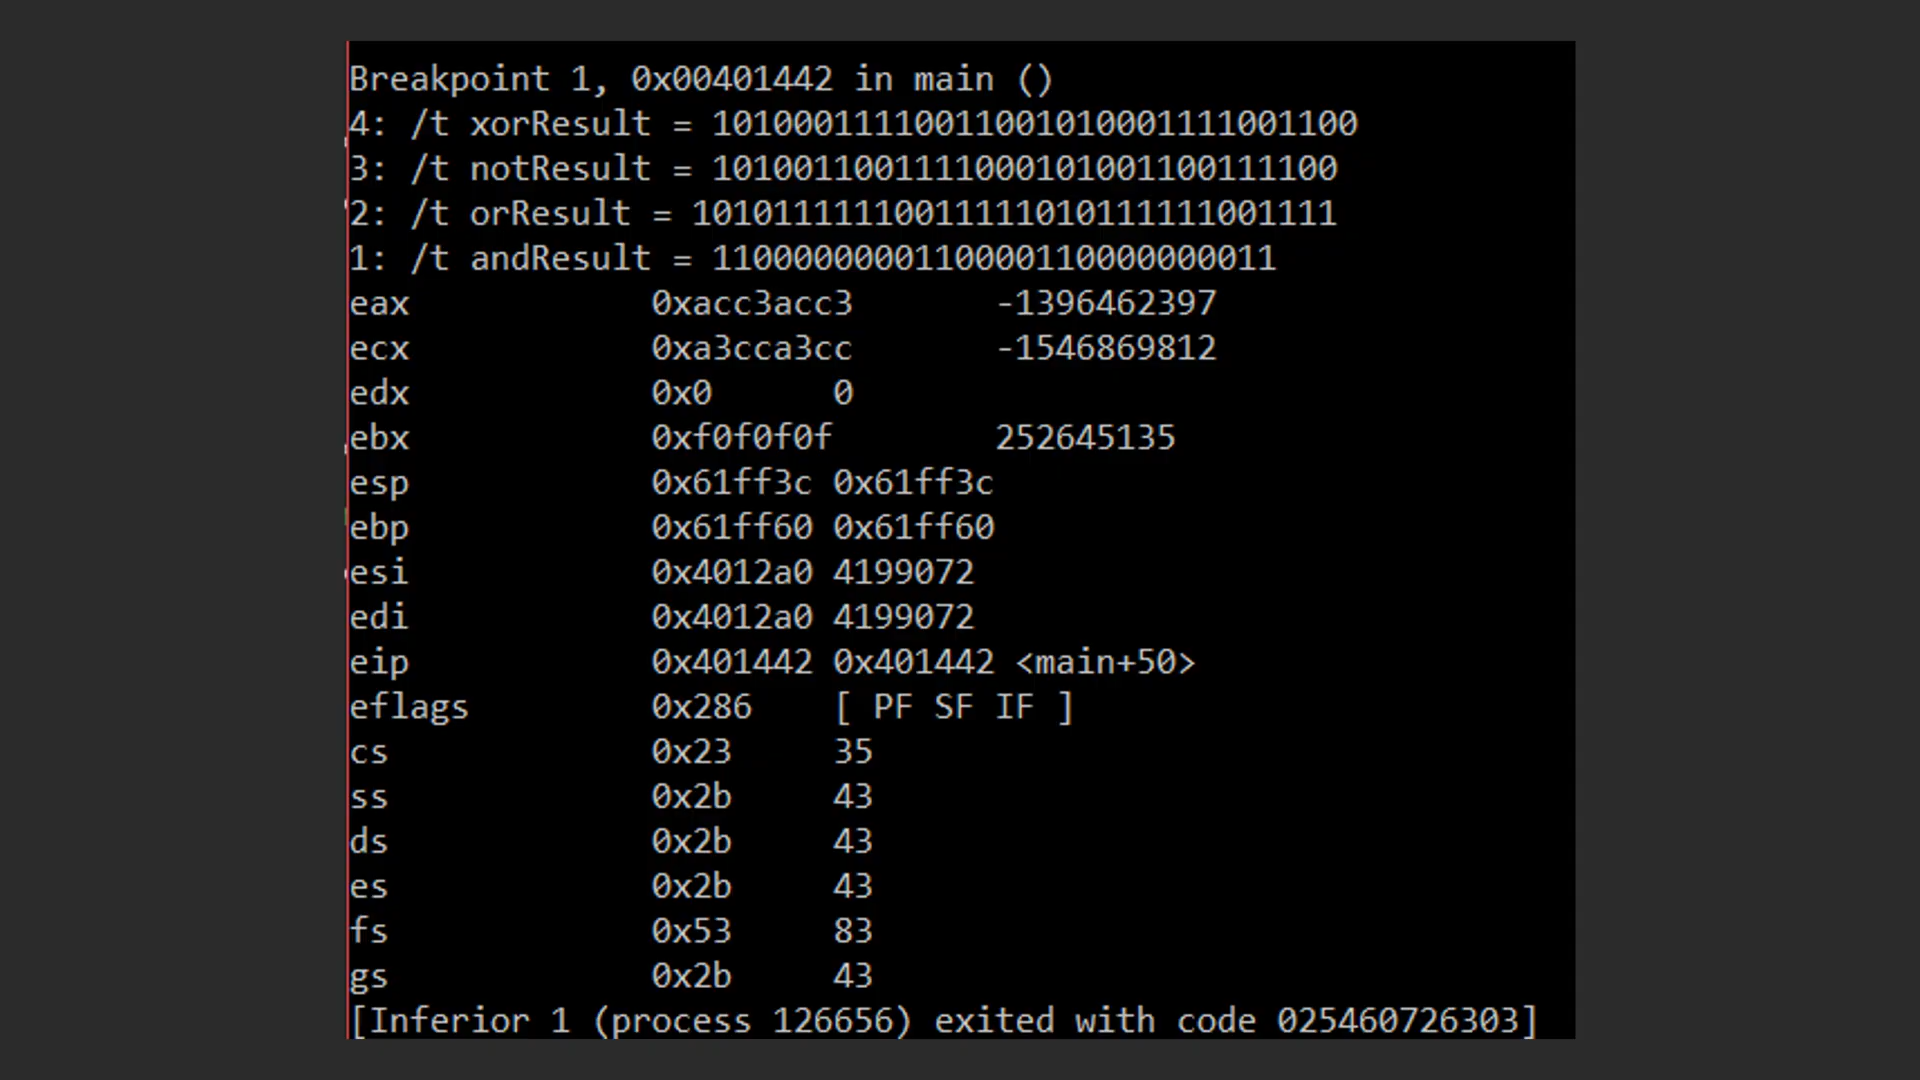 Breakpoint 1, 0x00401442 in main ()
4: /t xorResult = 10100011110011001010001111001100
3: /t notResult = 1010011001111000101001100111100
2: /t orResult = 10101111110011111010111111001111
1: /t andResult = 1100000000110000110000000011
eax 0xacc3acc3 -1396462397
ecx 0xa3cca3cc -1546869812
edx 0x0 0
ebx 0xf0f0f0f 252645135
esp 0x61ff3c 0x61ff3c
ebp 0x61ff60 0x61ff60
esi 0x4012a0 4199072
edi 0x4012a0 4199072
eip 0x401442 0x401442 <main+50>
eflags 0x286 [ PF SF IF ]
cs 0x23 35
ss 0x2b 43
ds 0x2b 43
es 0x2b 43
fs 0x53 83
gs 0x2b 43
[Inferior 1 (process 126656) exited with code 025460726303]